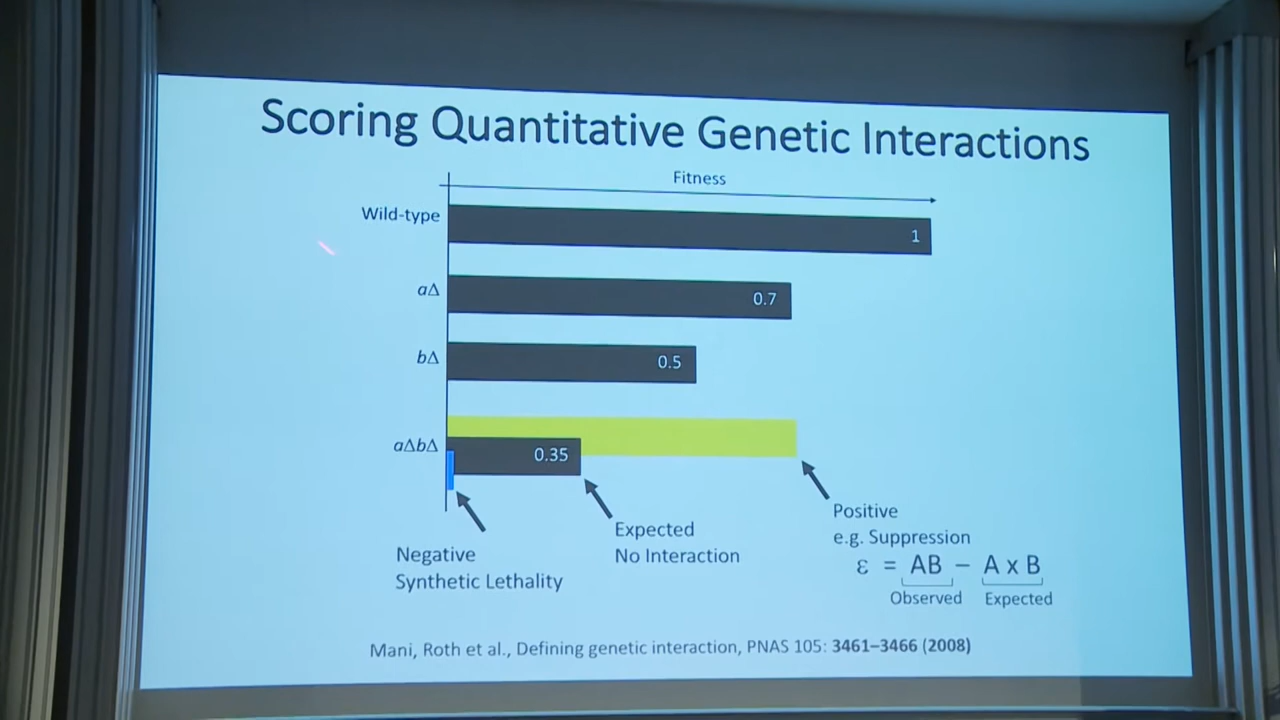 Scoring Quantitative Genetic Interactions
Fitness
Wild-type
1
aΔ
0.7
bΔ
0.5
aΔbΔ
0.35
Negative
Synthetic Lethality
Expected
No Interaction
Positive
e.g. Suppression
ε = AB − A x B
Observed Expected
Mani, Roth et al., Defining genetic interaction, PNAS 105: 3461–3466 (2008)